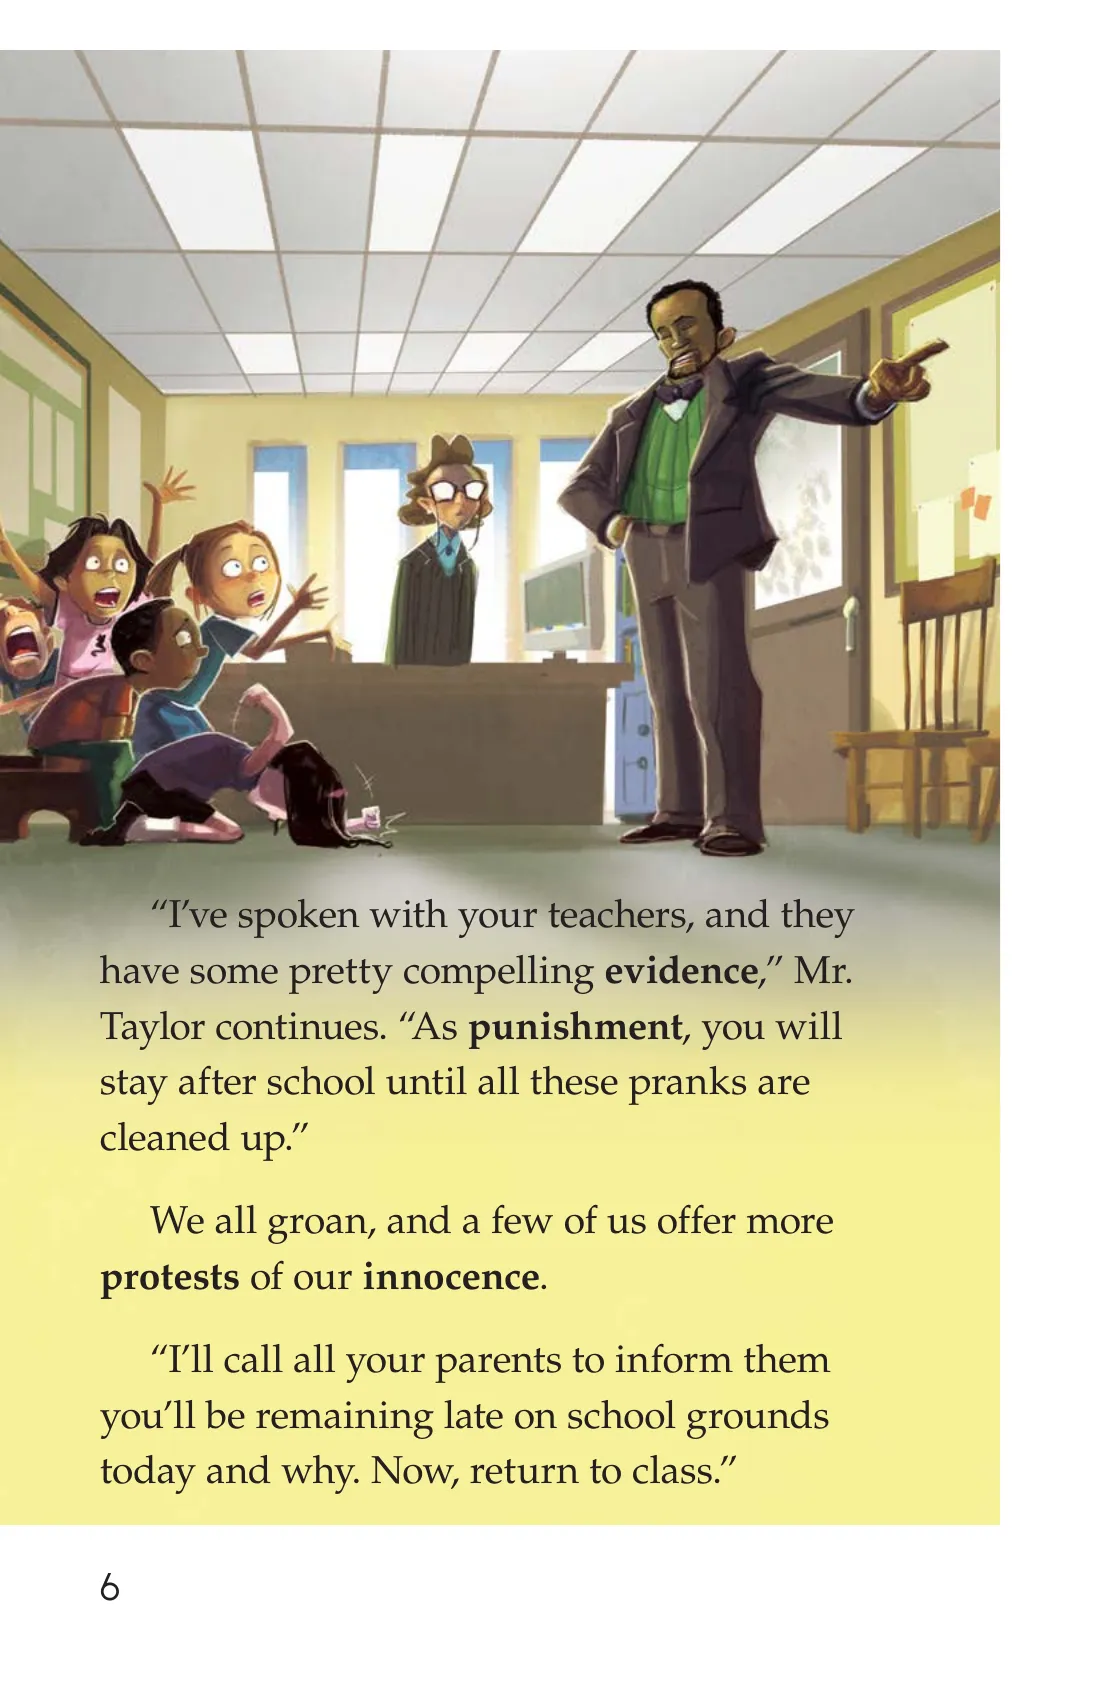 “I’ve spoken with your teachers, and they
have some pretty compelling evidence,” Mr.
Taylor continues. “As punishment, you will
stay after school until all these pranks are
cleaned up.”
We all groan, and a few of us offer more
protests of our innocence.
“I’ll call all your parents to inform them
you’ll be remaining late on school grounds
today and why. Now, return to class.”
6